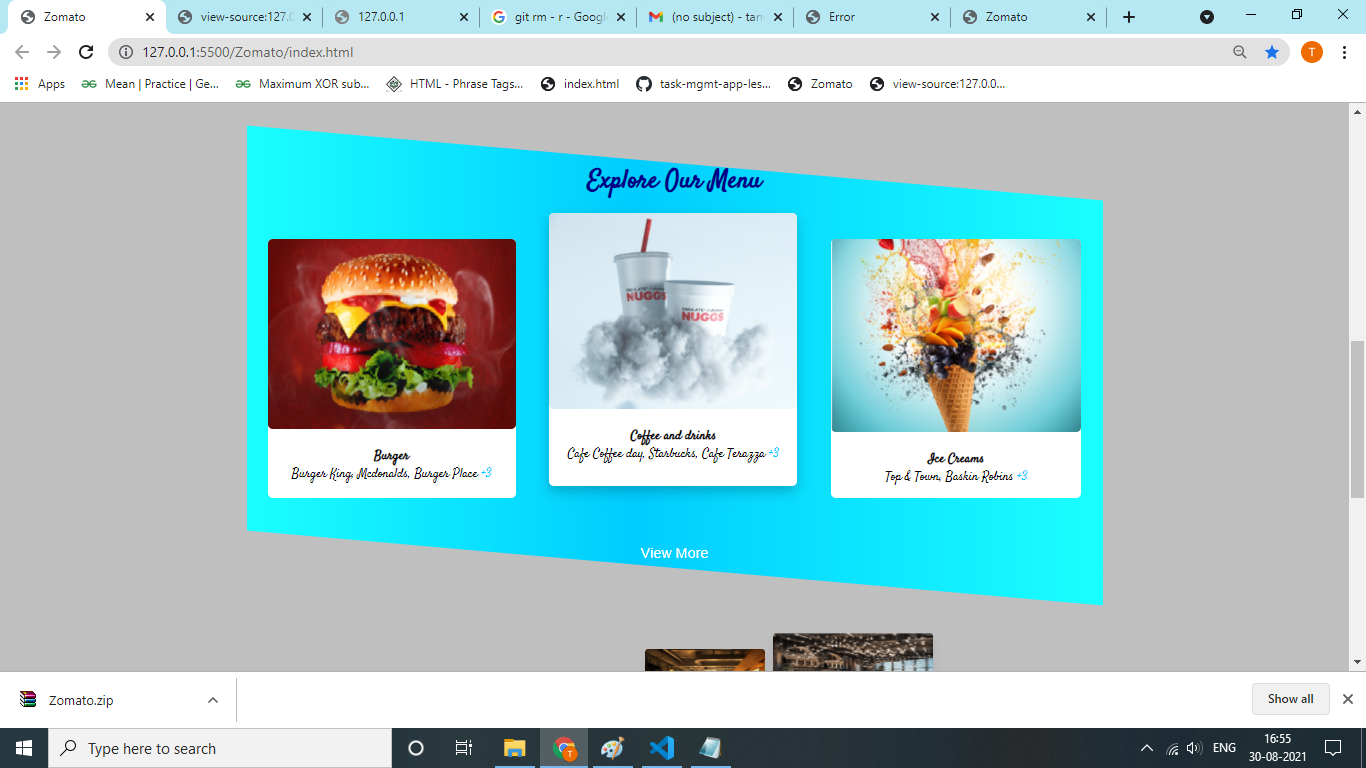 Zomato
view-source:127.0
127.0.0.1
git rm - r - Google
(no subject) - tan
Error
Zomato
127.0.0.1:5500/Zomato/index.html
T
Apps
Mean | Practice | Ge...
Maximum XOR sub...
HTML - Phrase Tags...
index.html
task-mgmt-app-les...
Zomato
view-source:127.0.0...
Explore Our Menu
NUGGS
NUGGS
Burger
Burger King, Mcdonalds, Burger Place +3
Coffee and drinks
Cafe Coffee day, Starbucks, Cafe Terazza +3
Ice Creams
Top & Town, Baskin Robins +3
View More
Zomato.zip
Show all
Type here to search
T
ENG
16:55
30-08-2021